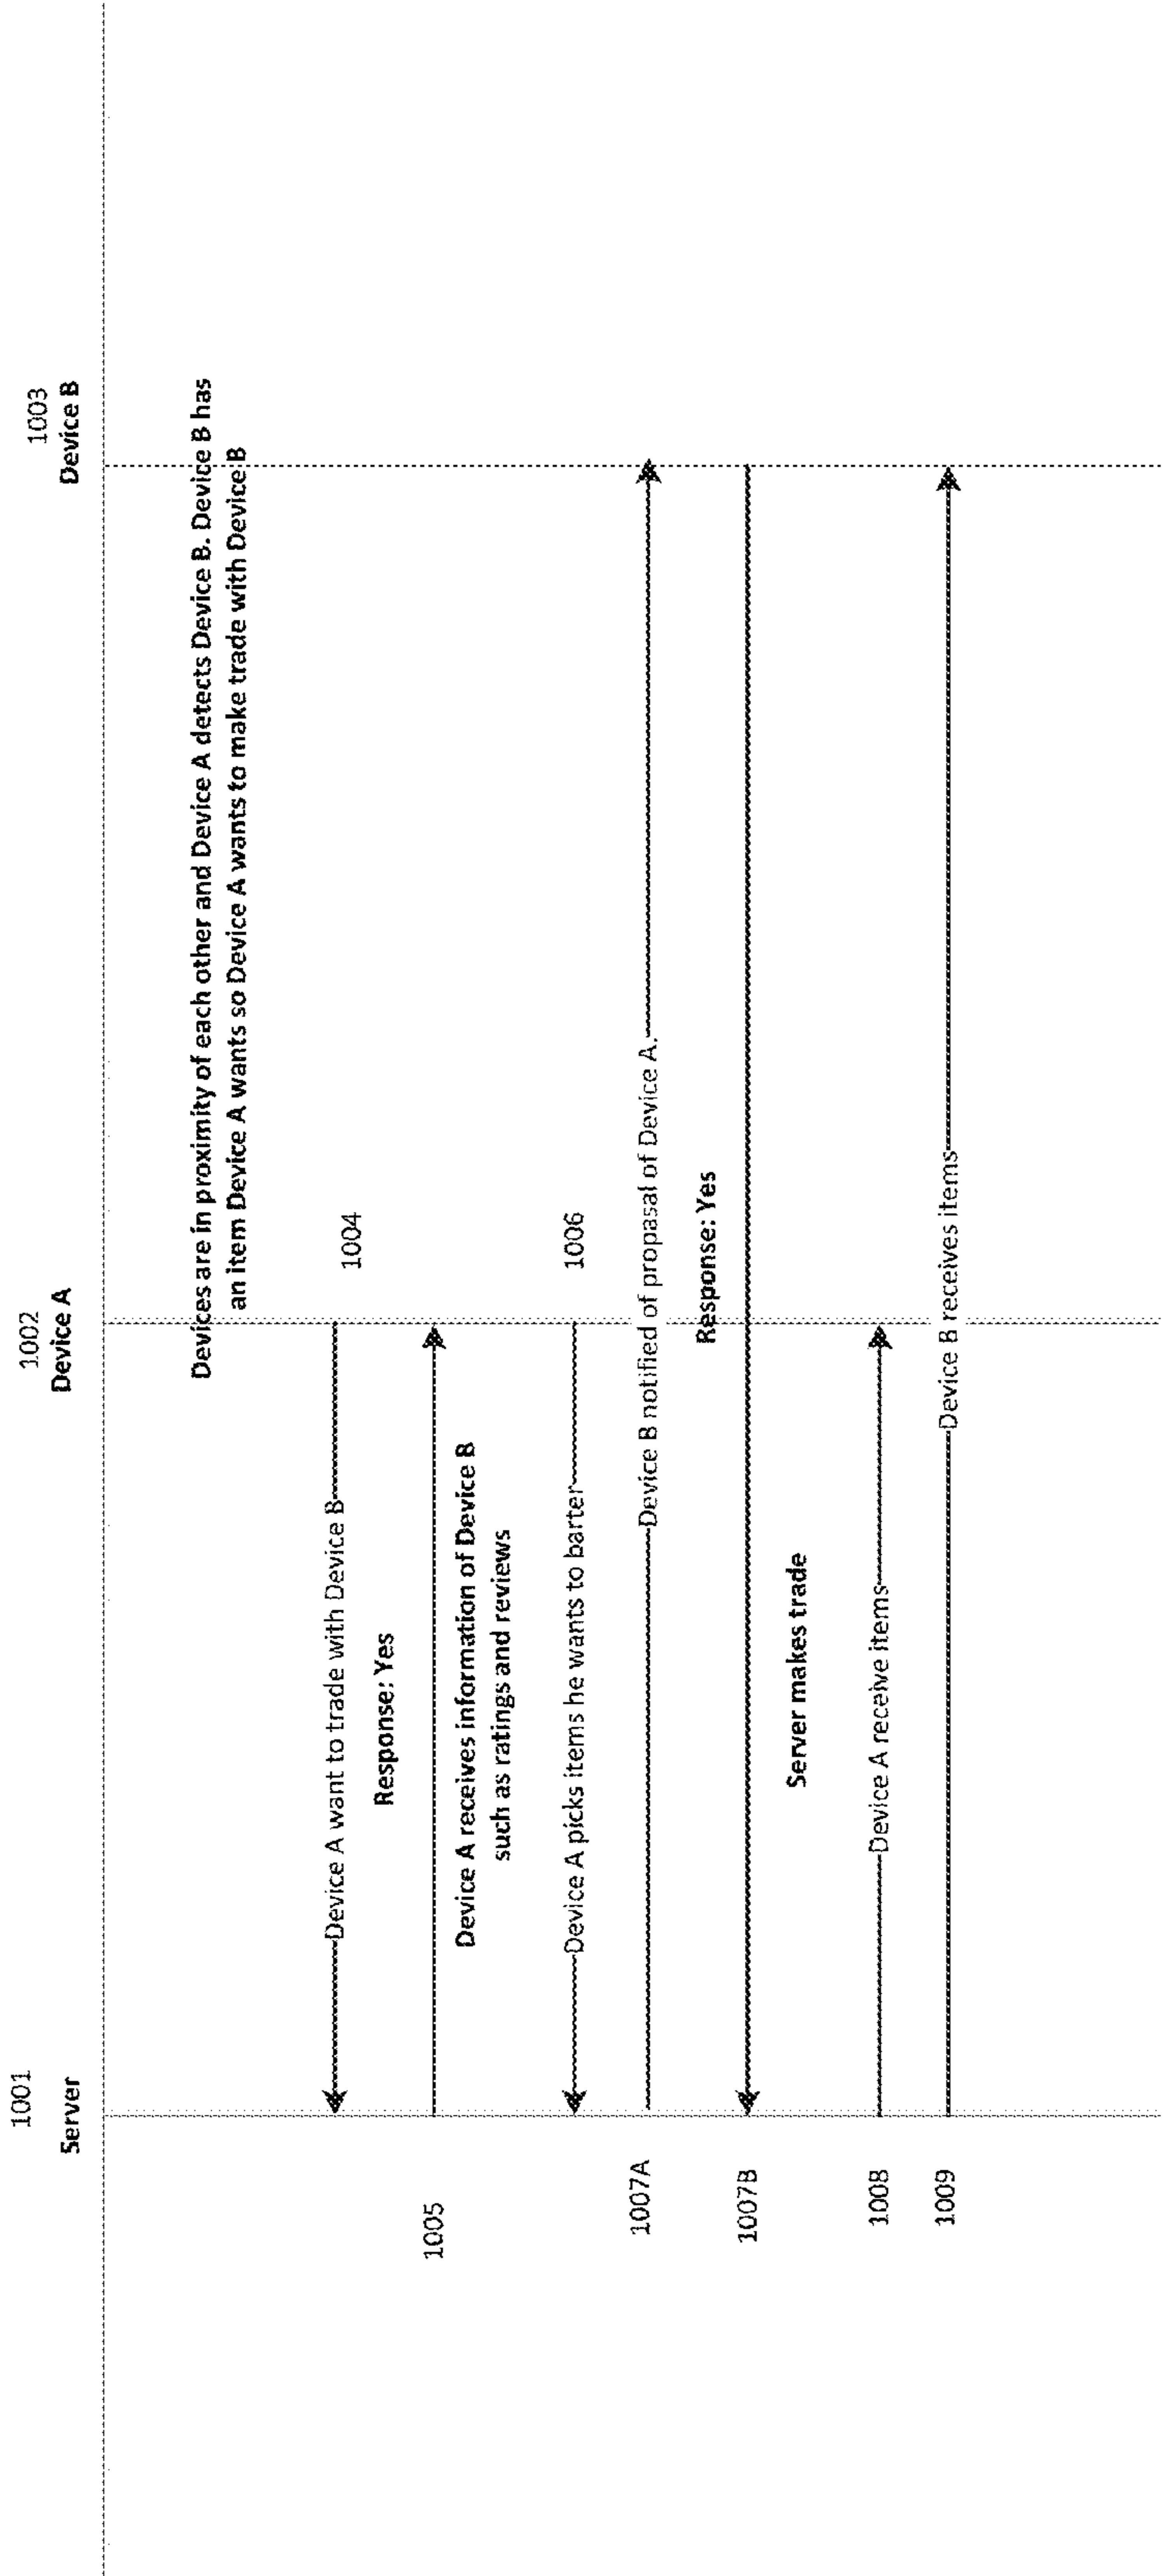 1001
Server
1002
Device A
1003
Device B
Devices are in proximity of each other and Device A detects Device B. Device B has
an item Device A wants so Device A wants to make trade with Device B
Device A want to trade with Device B
1004
Response: Yes
1005
Device A receives information of Device B
such as ratings and reviews
Device A picks items he wants to barter
1006
1007A
Device B notified of propasal of Device A.
Response: Yes
1007B
Server makes trade
1008
Device A receive items
1009
Device B receives items